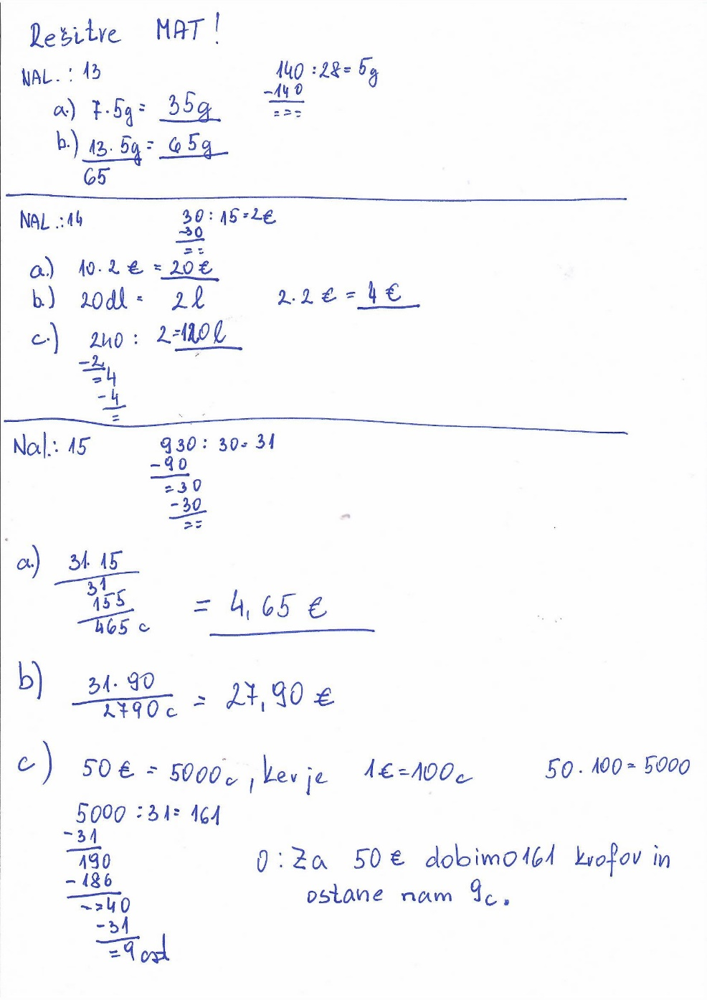 Rešitve MAT!
NAL.: 13
140 : 28 = 5g
-140
===
a.) 7·5g = 35g
b.) 13·5g = 65g
65
NAL.: 14
30 : 15 = 2€
-30
==
a.) 10·2 € = 20 €
b.) 20 dl = 2 l 2·2 € = 4 €
c.) 240 : 2 = 120 l
-2
=4
-4
=
Nal.: 15
930 : 30 = 31
-90
=30
-30
==
a.) 31·15
31
155
465 c = 4,65 €
b) 31·90
2790 c = 27,90 €
c) 50 € = 5000 c, ker je 1€ = 100 c 50·100 = 5000
5000 : 31 = 161
-31
190
-186
==40
-31
=9 ost
O: Za 50 € dobimo 161 krofov in
ostane nam 9c.